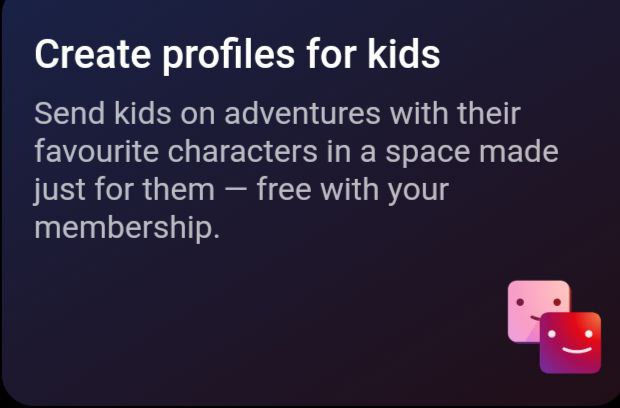 Create profiles for kids
Send kids on adventures with their
favourite characters in a space made
just for them — free with your
membership.